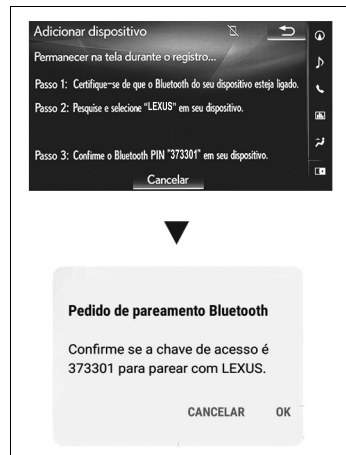 Adicionar dispositivo
Permanecer na tela durante o registro...
Passo 1: Certifique-se de que o Bluetooth do seu dispositivo esteja ligado.
Passo 2: Pesquise e selecione "LEXUS" em seu dispositivo.
Passo 3: Confirme o Bluetooth PIN "373301" em seu dispositivo.
Cancelar
Pedido de pareamento Bluetooth
Confirme se a chave de acesso é
373301 para parear com LEXUS.
CANCELAR OK